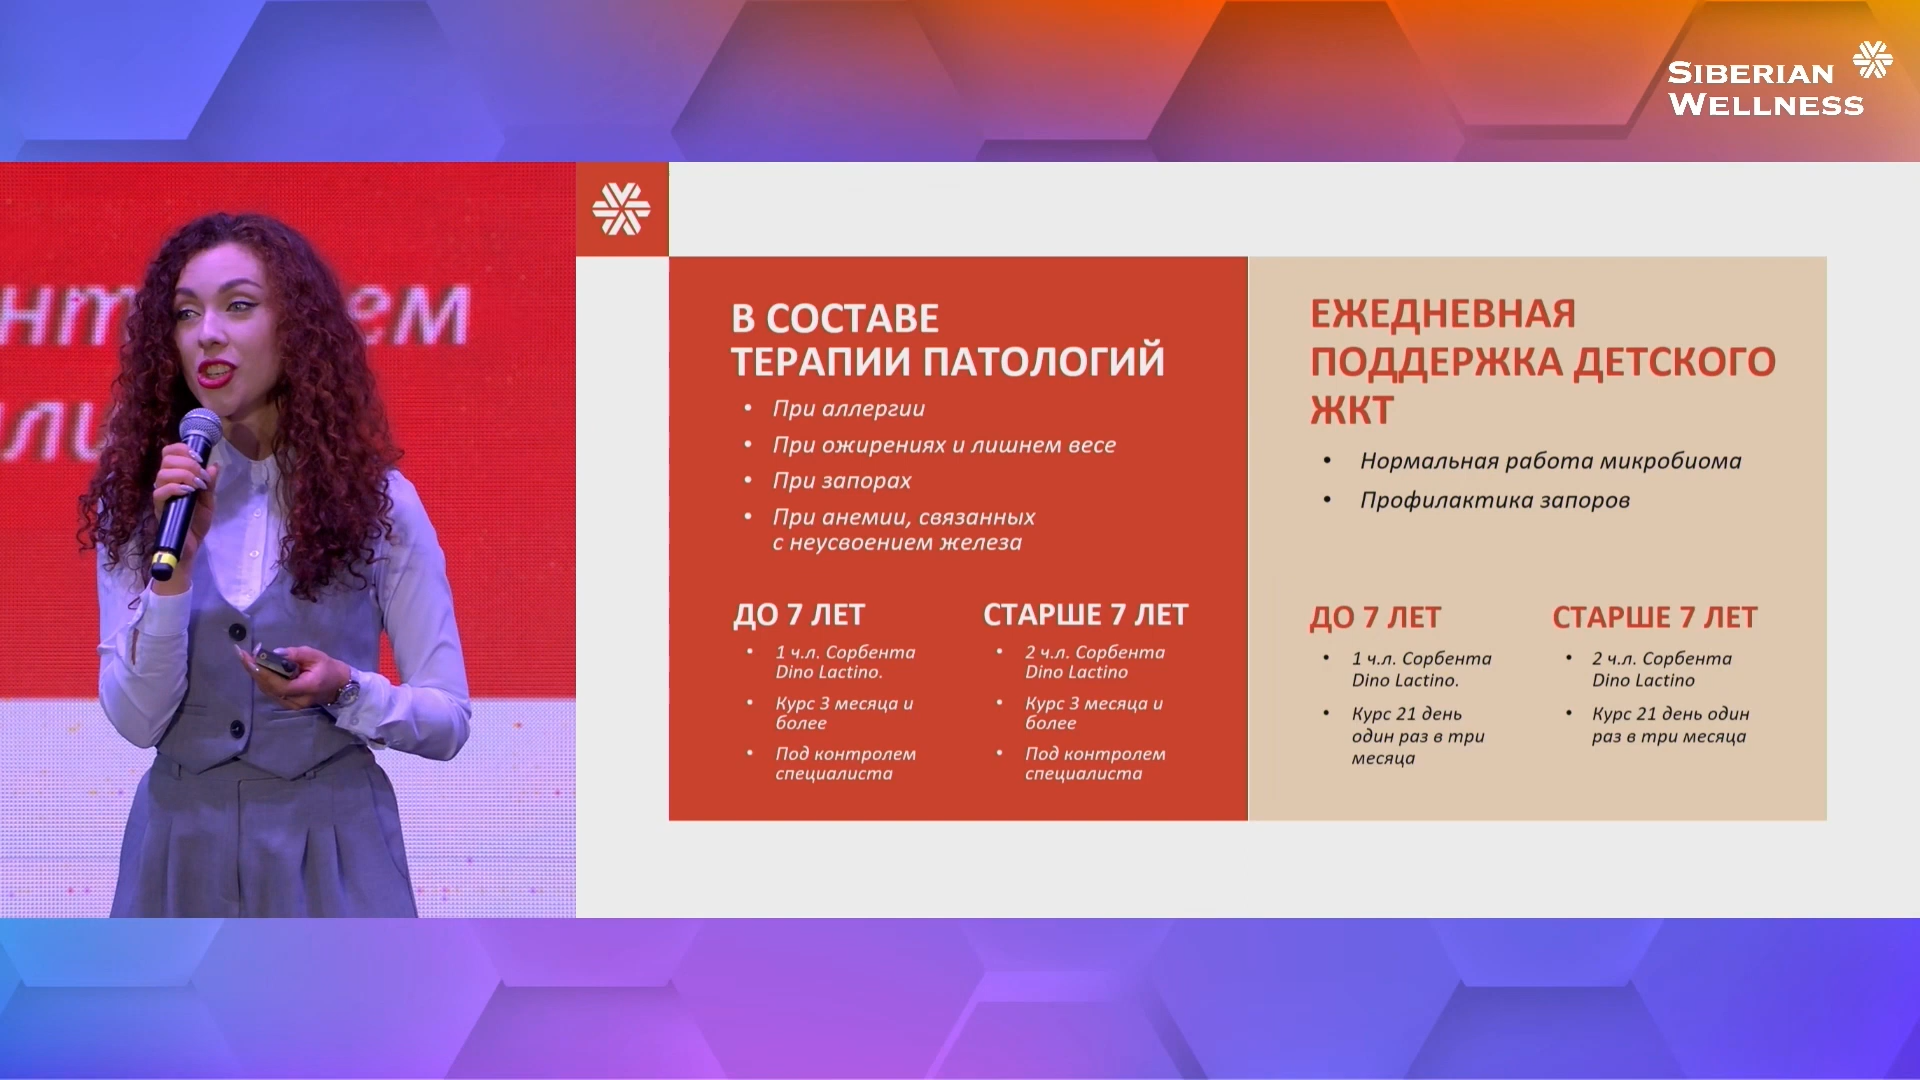 SIBERIAN
WELLNESS
В СОСТАВЕ
ТЕРАПИИ ПАТОЛОГИЙ
• При аллергии
• При ожирениях и лишнем весе
• При запорах
• При анемии, связанных
с неусвоением железа
ДО 7 ЛЕТ
• 1 ч.л. Сорбента
Dino Lactino.
• Курс 3 месяца и
более
• Под контролем
специалиста
СТАРШЕ 7 ЛЕТ
• 2 ч.л. Сорбента
Dino Lactino
• Курс 3 месяца и
более
• Под контролем
специалиста
ЕЖЕДНЕВНАЯ
ПОДДЕРЖКА ДЕТСКОГО
ЖКТ
• Нормальная работа микробиома
• Профилактика запоров
ДО 7 ЛЕТ
• 1 ч.л. Сорбента
Dino Lactino.
• Курс 21 день
один раз в три
месяца
СТАРШЕ 7 ЛЕТ
• 2 ч.л. Сорбента
Dino Lactino
• Курс 21 день один
раз в три месяца